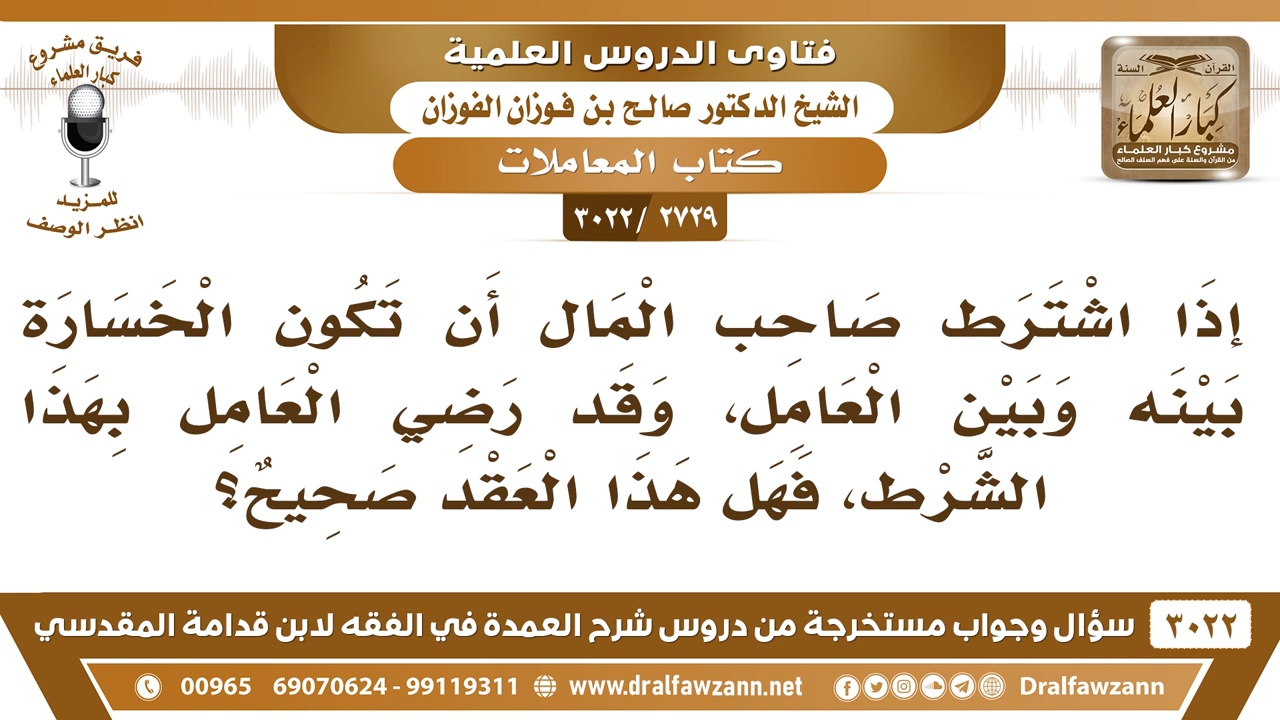 فتاوى الدروس العلمية
الشيخ الدكتور صالح بن فوزان الفوزان
كتاب المعاملات
٢٧٢٩ / ٣٠٢٢
فريق مشروع
كبار العلماء
للمزيد
انظر الوصف
القرآن السنة
كبار العلماء
مشروع كبار العلماء
من القرآن والسنة على فهم السلف الصالح
إِذَا اشْتَرَط صَاحِب الْمَال أَن تَكُون الْخَسَارَة
بَيْنَه وَبَيْن الْعَامِل، وَقَد رَضِي الْعَامِل بِهَذَا
الشَّرْط، فَهَل هَذَا الْعَقْد صَحِيحٌ؟
٣٠٢٢ سؤال وجواب مستخرجة من دروس شرح العمدة في الفقه لابن قدامة المقدسي
00965 69070624 - 99119311 www.dralfawzann.net Dralfawzann